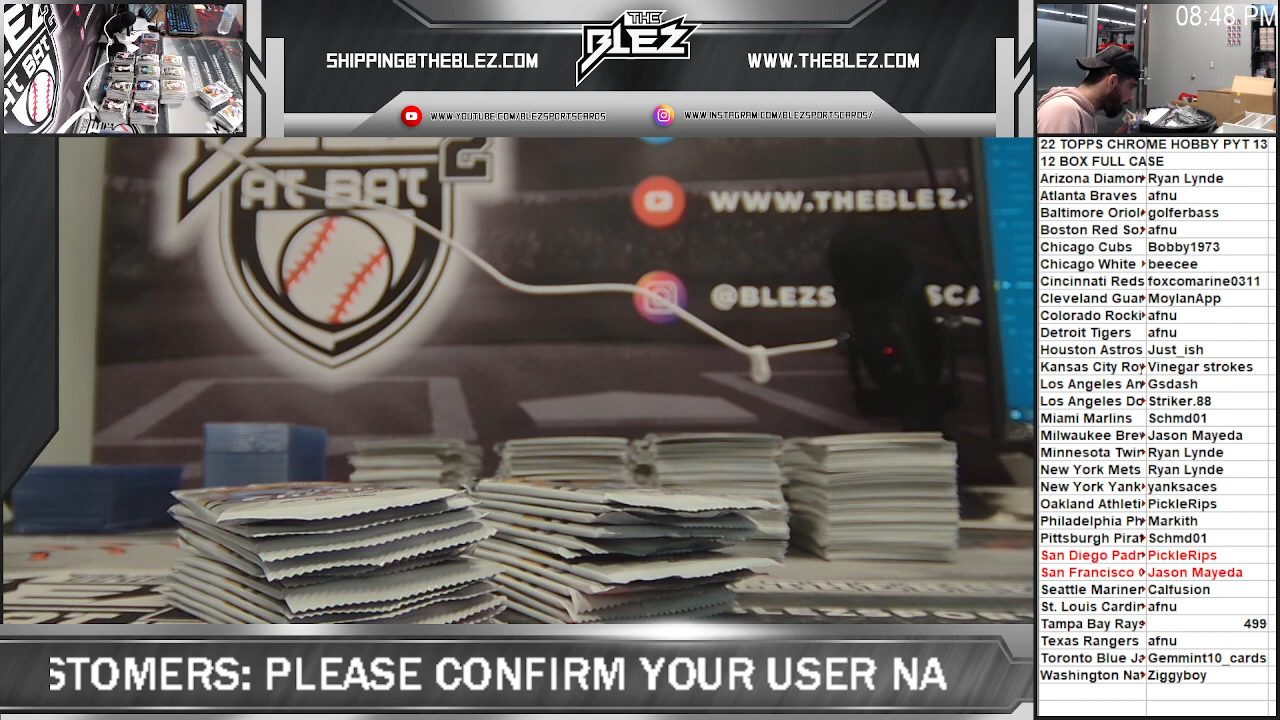 08:48 PM
THE
BLEZ
SHIPPING@THEBLEZ.COM
WWW.THEBLEZ.COM
WWW.YOUTUBE.COM/BLEZSPORTSCARDS
WWW.INSTAGRAM.COM/BLEZSPORTSCARDS/
AT BAT
WWW.THEBLEZ.
@BLEZS
SCA
22 TOPPS CHROME HOBBY PYT 13
12 BOX FULL CASE
Arizona Diamon Ryan Lynde
Atlanta Braves afnu
Baltimore Oriol golferbass
Boston Red So afnu
Chicago Cubs Bobby1973
Chicago White beecee
Cincinnati Reds foxcomarine0311
Cleveland Guar MoylanApp
Colorado Rocki afnu
Detroit Tigers afnu
Houston Astros Just_ish
Kansas City Roy Vinegar strokes
Los Angeles An Gsdash
Los Angeles Do Striker.88
Miami Marlins Schmd01
Milwaukee Brew Jason Mayeda
Minnesota Twin Ryan Lynde
New York Mets Ryan Lynde
New York Yank yanksaces
Oakland Athleti PickleRips
Philadelphia Ph Markith
Pittsburgh Pirat Schmd01
San Diego Padr PickleRips
San Francisco G Jason Mayeda
Seattle Mariner Calfusion
St. Louis Cardin afnu
Tampa Bay Rays 499
Texas Rangers afnu
Toronto Blue Ja Gemmint10_cards
Washington Na Ziggyboy
STOMERS: PLEASE CONFIRM YOUR USER NA